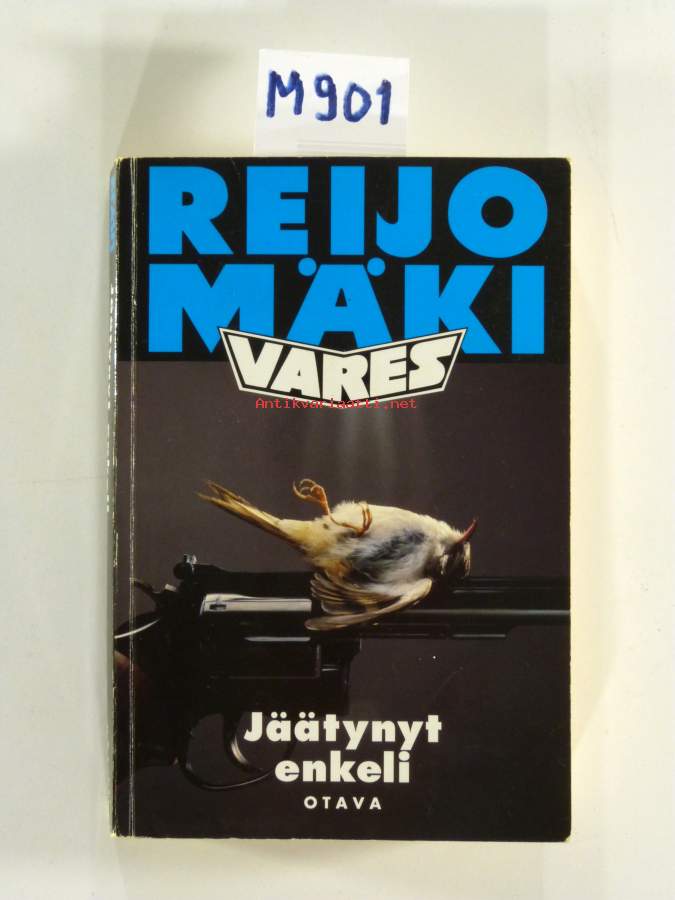 M901
REIJO
MÄKI
VARES
Antikvariaatti.net
Jäätynyt
enkeli
OTAVA